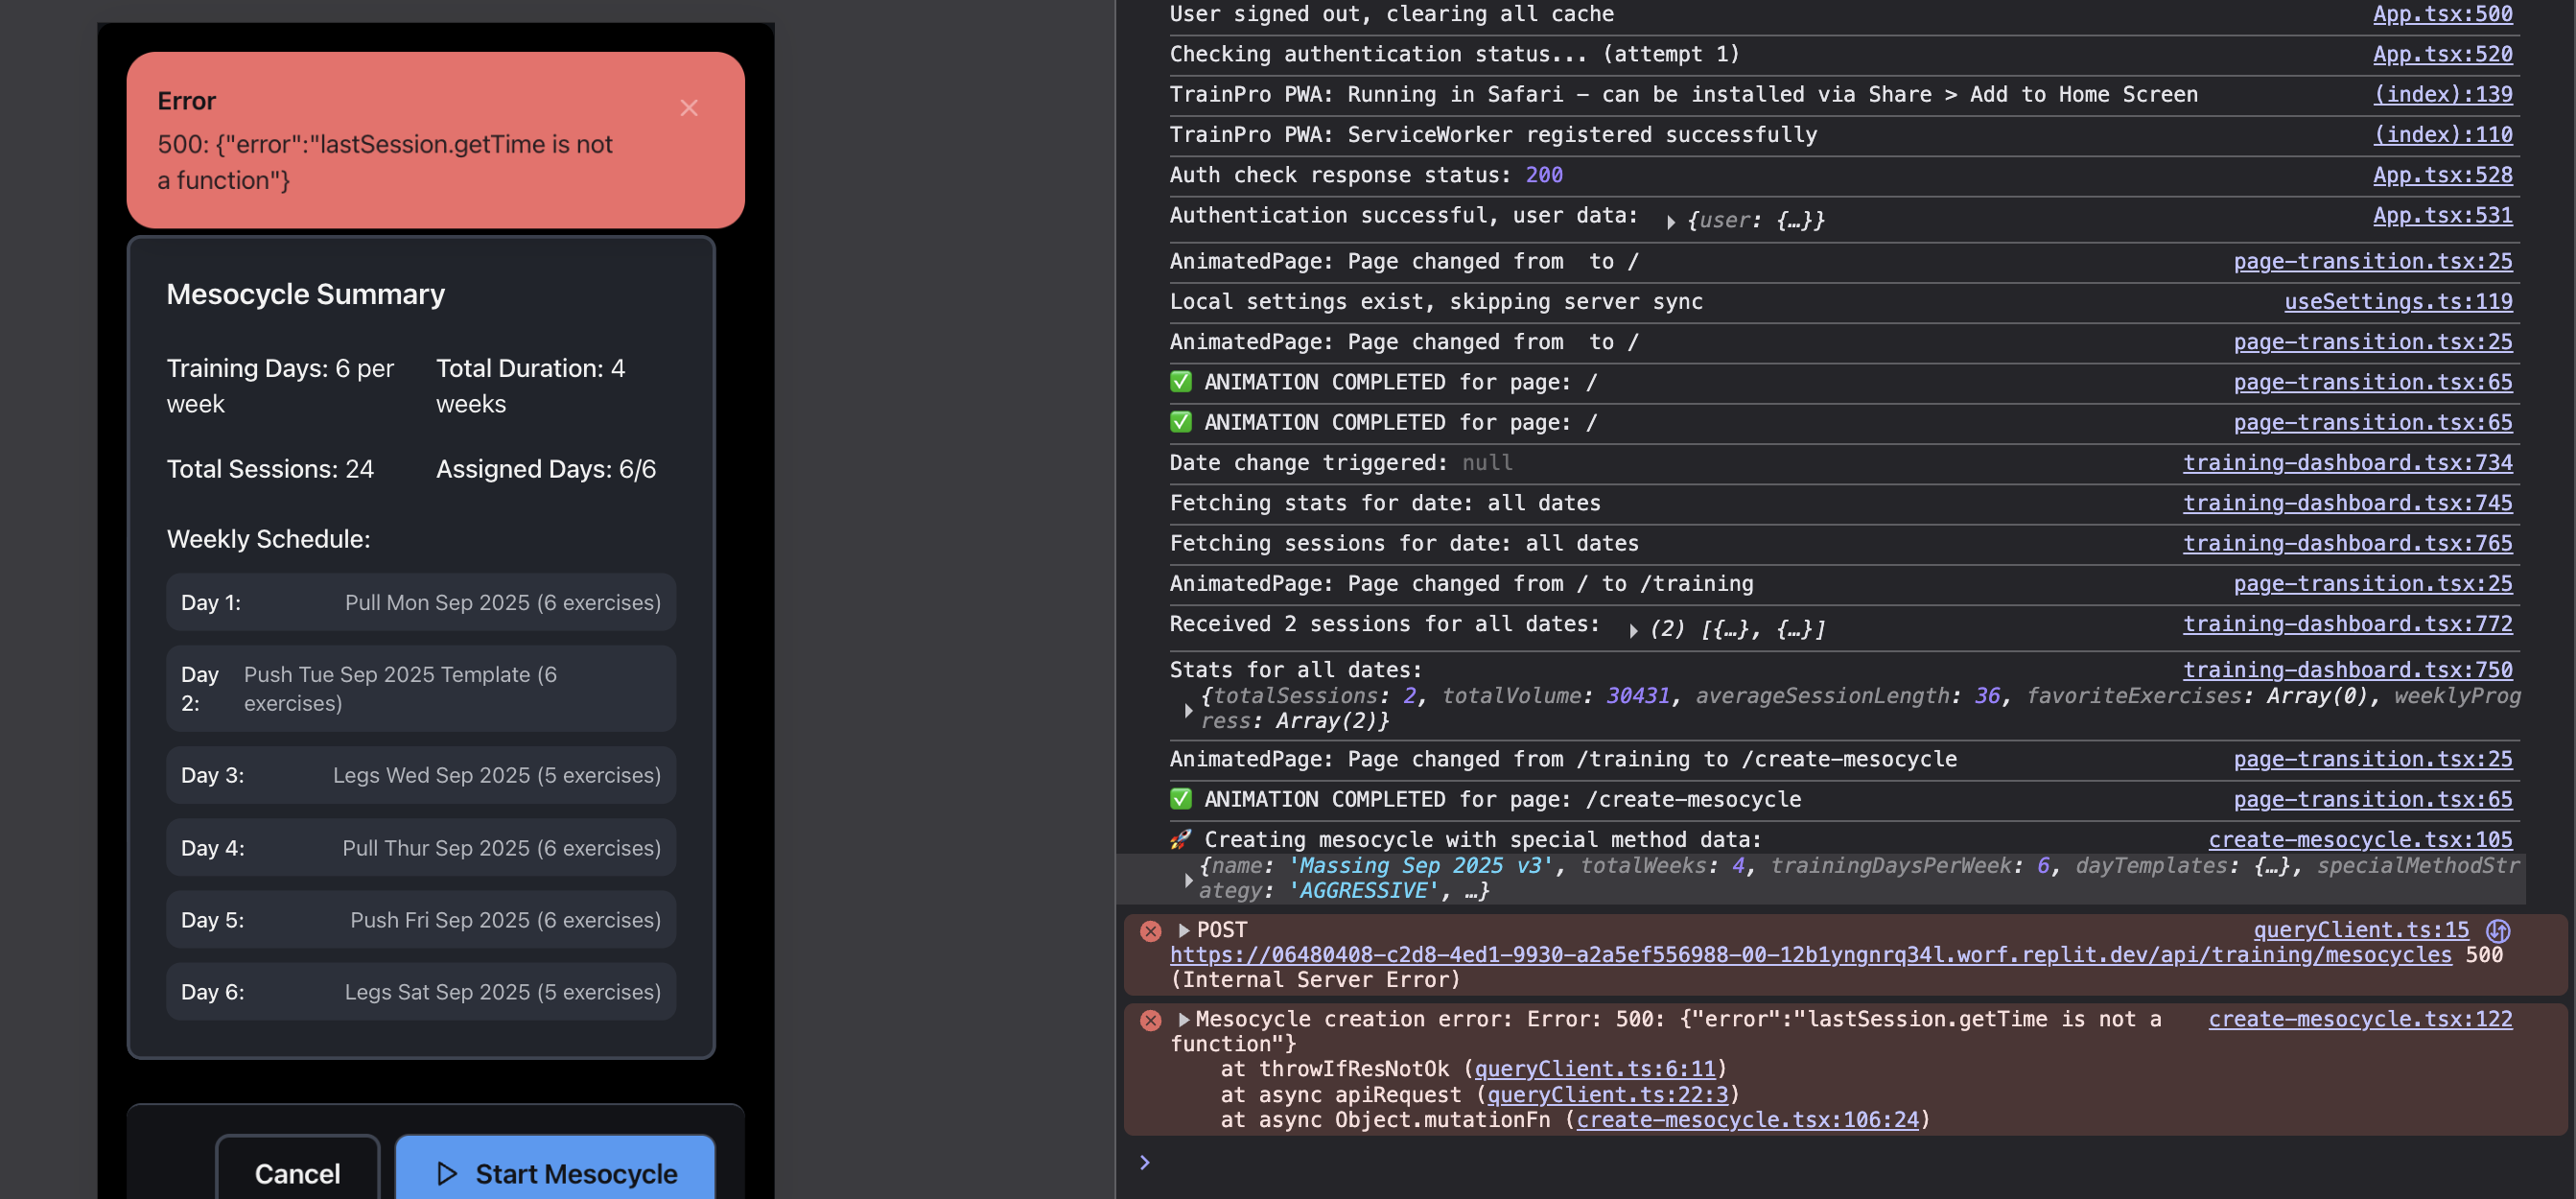 Error
500: {"error":"lastSession.getTime is not
a function"}
Mesocycle Summary
Training Days: 6 per
week
Total Duration: 4
weeks
Total Sessions: 24
Assigned Days: 6/6
Weekly Schedule:
Day 1: Pull Mon Sep 2025 (6 exercises)
Day
2:
Push Tue Sep 2025 Template (6
exercises)
Day 3: Legs Wed Sep 2025 (5 exercises)
Day 4: Pull Thur Sep 2025 (6 exercises)
Day 5: Push Fri Sep 2025 (6 exercises)
Day 6: Legs Sat Sep 2025 (5 exercises)
Cancel
Start Mesocycle
User signed out, clearing all cache App.tsx:500
Checking authentication status... (attempt 1) App.tsx:520
TrainPro PWA: Running in Safari – can be installed via Share > Add to Home Screen (index):139
TrainPro PWA: ServiceWorker registered successfully (index):110
Auth check response status: 200 App.tsx:528
Authentication successful, user data: {user: {…}} App.tsx:531
AnimatedPage: Page changed from  to / page-transition.tsx:25
Local settings exist, skipping server sync useSettings.ts:119
AnimatedPage: Page changed from  to / page-transition.tsx:25
✅ ANIMATION COMPLETED for page: / page-transition.tsx:65
✅ ANIMATION COMPLETED for page: / page-transition.tsx:65
Date change triggered: null training-dashboard.tsx:734
Fetching stats for date: all dates training-dashboard.tsx:745
Fetching sessions for date: all dates training-dashboard.tsx:765
AnimatedPage: Page changed from / to /training page-transition.tsx:25
Received 2 sessions for all dates: (2) [{…}, {…}] training-dashboard.tsx:772
Stats for all dates: training-dashboard.tsx:750
{totalSessions: 2, totalVolume: 30431, averageSessionLength: 36, favoriteExercises: Array(0), weeklyProg
ress: Array(2)}
AnimatedPage: Page changed from /training to /create-mesocycle page-transition.tsx:25
✅ ANIMATION COMPLETED for page: /create-mesocycle page-transition.tsx:65
🚀 Creating mesocycle with special method data: create-mesocycle.tsx:105
{name: 'Massing Sep 2025 v3', totalWeeks: 4, trainingDaysPerWeek: 6, dayTemplates: {…}, specialMethodStr
ategy: 'AGGRESSIVE', …}
POST queryClient.ts:15
https://06480408-c2d8-4ed1-9930-a2a5ef556988-00-12b1yngnrq34l.worf.replit.dev/api/training/mesocycles 500
(Internal Server Error)
Mesocycle creation error: Error: 500: {"error":"lastSession.getTime is not a create-mesocycle.tsx:122
function"}
at throwIfResNotOk (queryClient.ts:6:11)
at async apiRequest (queryClient.ts:22:3)
at async Object.mutationFn (create-mesocycle.tsx:106:24)